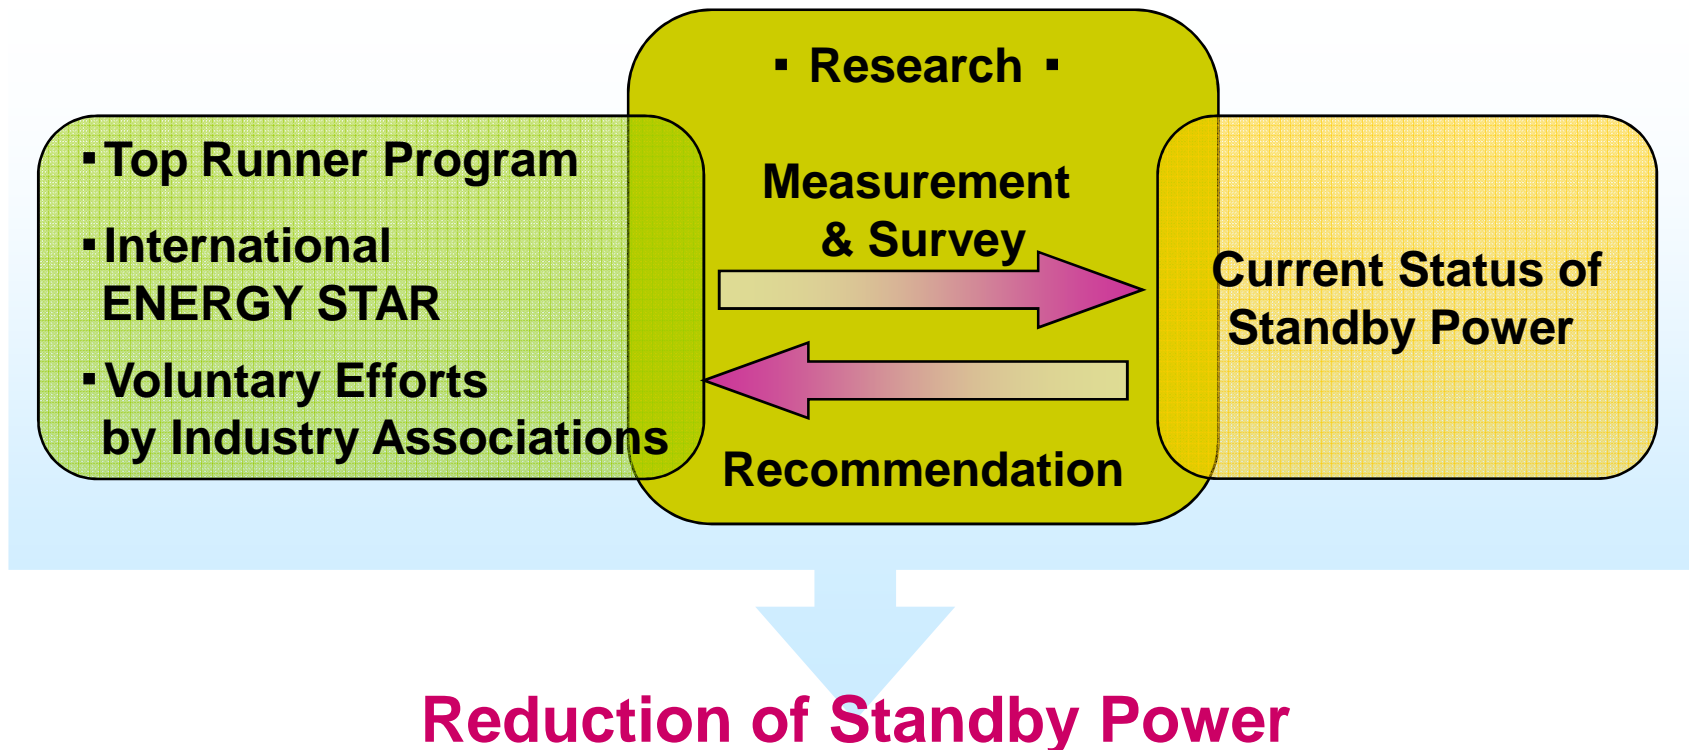 ▪ Research ▪
▪Top Runner Program
▪International
ENERGY STAR
▪Voluntary Efforts
by Industry Associations
Measurement
& Survey
Recommendation
Current Status of
Standby Power
Reduction of Standby Power